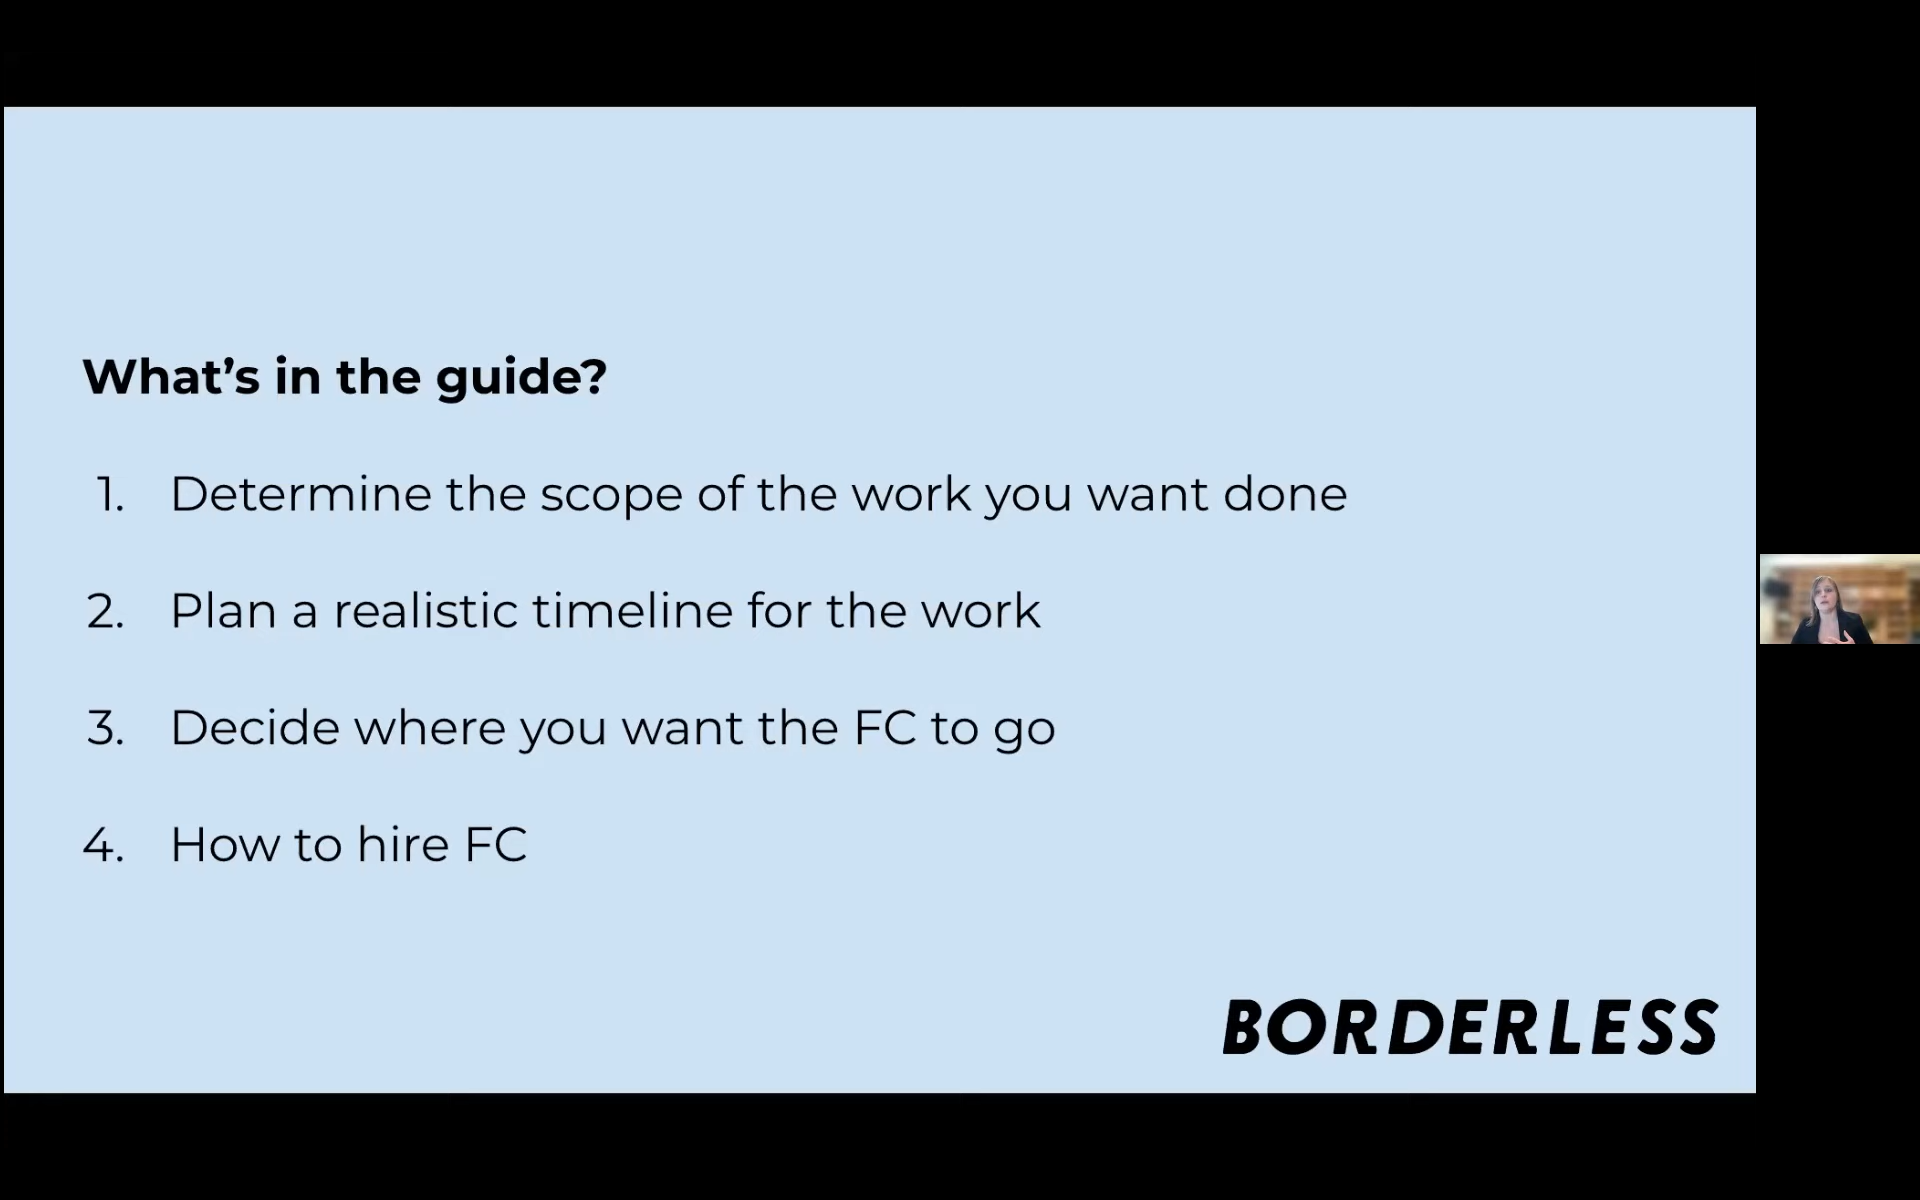 What’s in the guide?
1. Determine the scope of the work you want done
2. Plan a realistic timeline for the work
3. Decide where you want the FC to go
4. How to hire FC
BORDERLESS